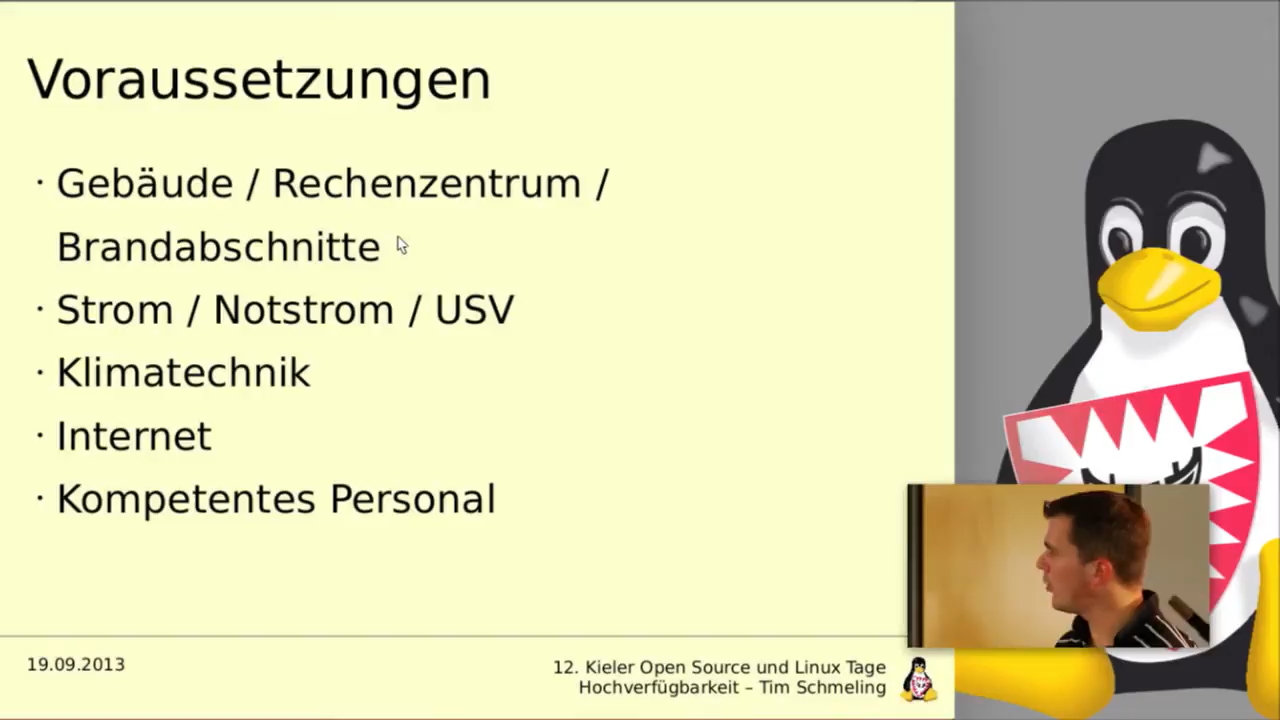 Voraussetzungen
· Gebäude / Rechenzentrum /
Brandabschnitte
· Strom / Notstrom / USV
· Klimatechnik
· Internet
· Kompetentes Personal
19.09.2013
12. Kieler Open Source und Linux Tage
Hochverfügbarkeit – Tim Schmeling